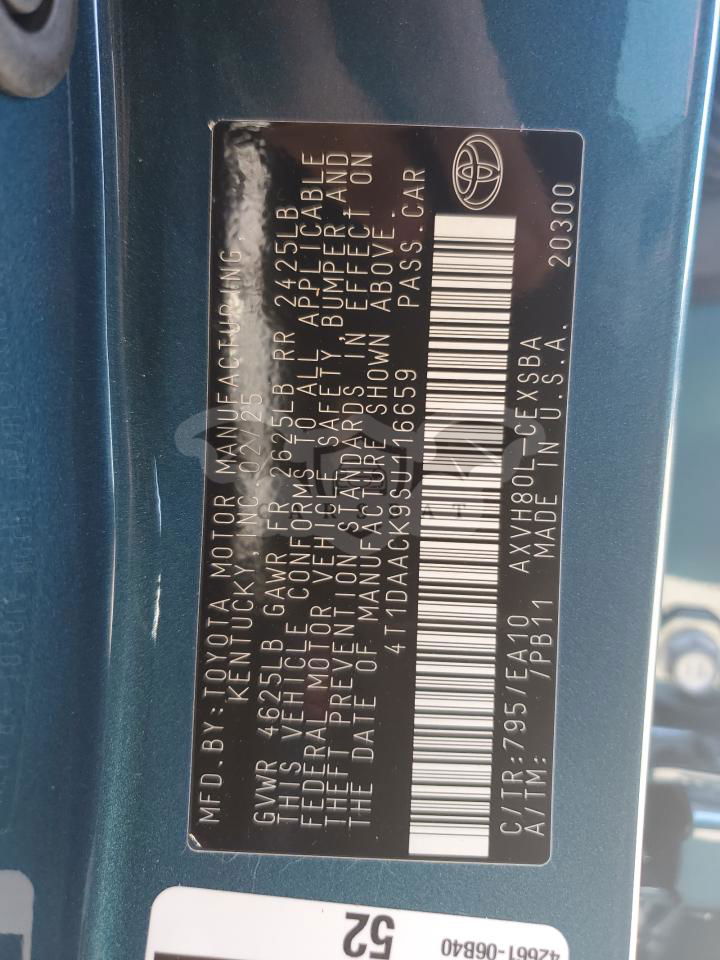 MFD.BY:TOYOTA MOTOR MANUFACTURING,
KENTUCKY,INC. 02/25
GVWR 4625LB GAWR FR 2625LB RR 2425LB
THIS VEHICLE CONFORMS TO ALL APPLICABLE
FEDERAL MOTOR VEHICLE SAFETY, BUMPER, AND
THEFT PREVENTION STANDARDS IN EFFECT ON
THE DATE OF MANUFACTURE SHOWN ABOVE.
4T1DAACK9SU PASS.CAR
C/TR:795/EA10 AXVH80L-CEXSBA
A/TM: /PB11 MADE IN U.S.A. 20300
52
42661-06B40